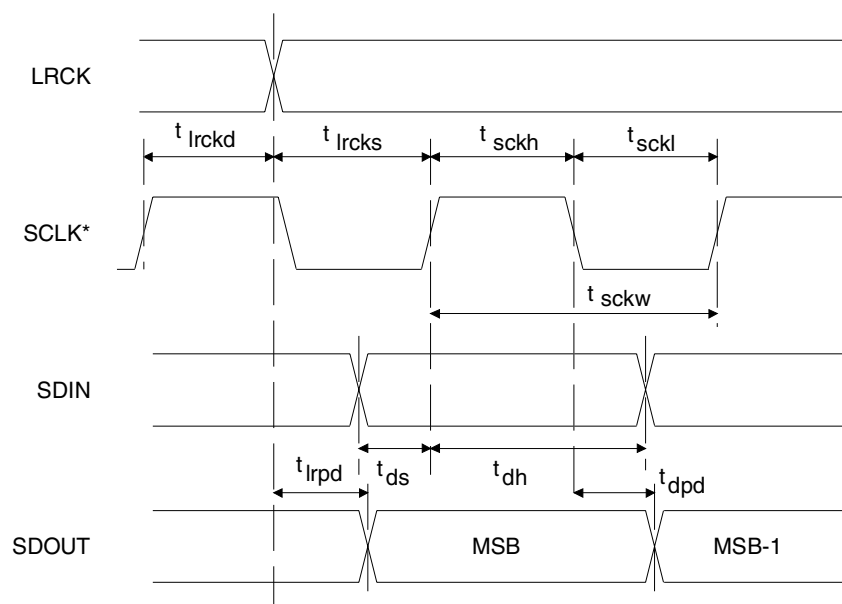 LRCK
t lrckd t lrcks t sckh t sckl
SCLK*
t sckw
SDIN
t lrpd t ds t dh t dpd
SDOUT MSB MSB-1